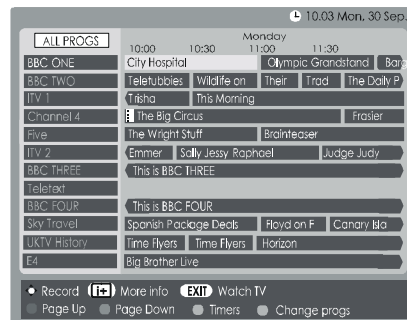 10.03 Mon, 30 Sep.
ALL PROGS
Monday
10:00 10:30 11:00 11:30
BBC ONE City Hospital Olympic Grandstand Barg
BBC TWO Teletubbies Wildlife on Their Trad The Daily P
ITV 1 Trisha This Morning
Channel 4 The Big Circus Frasier
Five The Wright Stuff Brainteaser
ITV 2 Emmer Sally Jessy Raphael Judge Judy
BBC THREE This is BBC THREE
Teletext
BBC FOUR This is BBC FOUR
Sky Travel Spanish Package Deals Floyd on F Canary Isla
UKTV History Time Flyers Time Flyers Horizon
E4 Big Brother Live
Record i+ More info EXIT Watch TV
Page Up Page Down Timers Change progs